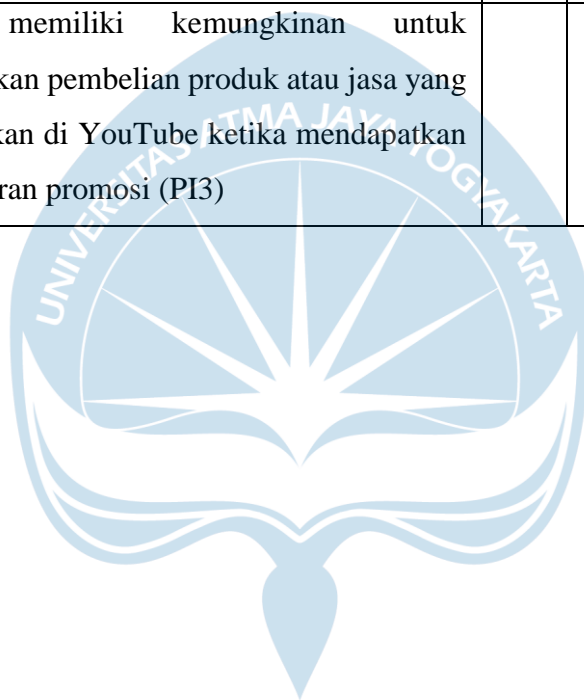 memiliki kemungkinan untuk
kan pembelian produk atau jasa yang
kan di YouTube ketika mendapatkan
ran promosi (PI3)
UNIVERSITAS ATMA JAYA YOGYAKARTA